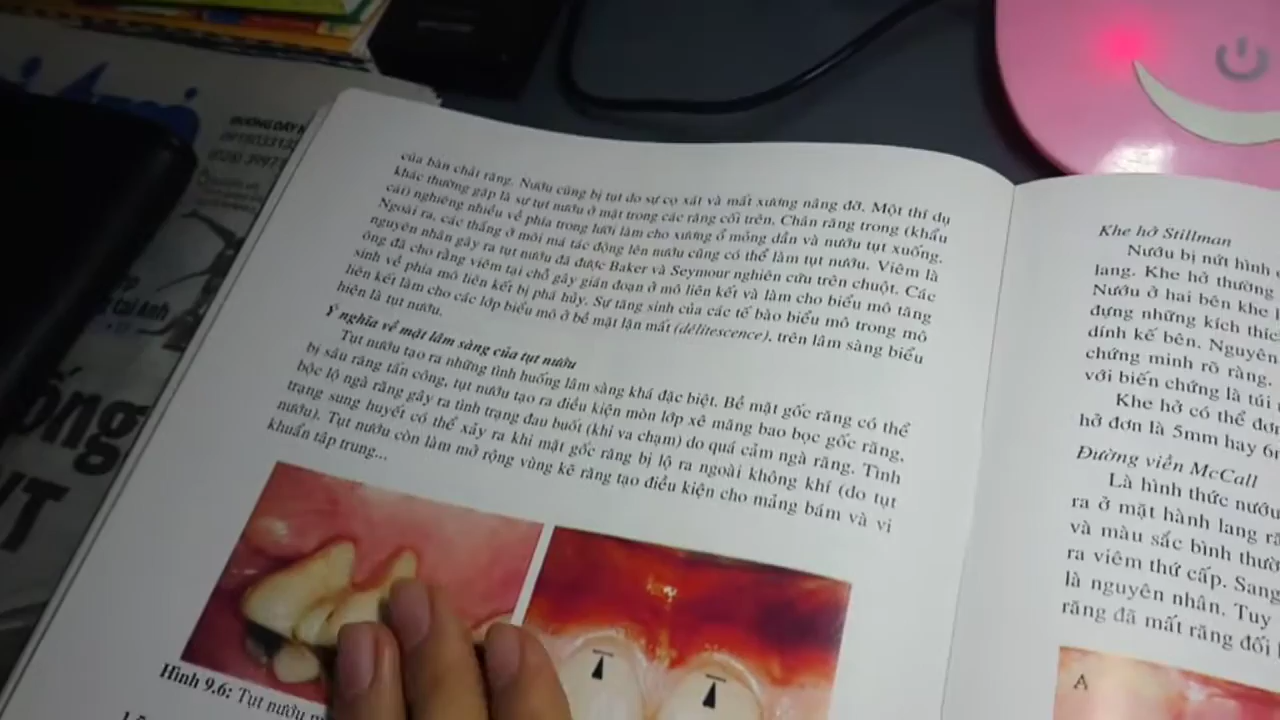 của bàn chải răng. Nướu cũng bị tụt do sự cọ xát và mất xương nâng đỡ. Một thí dụ
khác thường gặp là sự tụt nướu ở mặt trong các răng cối trên. Chân răng trong (khẩu
cái) nghiêng nhiều về phía trong lưỡi làm cho xương ổ mỏng dần và nướu tụt xuống.
Ngoài ra, các thắng ở môi má tác động lên nướu cũng có thể làm tụt nướu. Viêm là
nguyên nhân gây ra tụt nướu đã được Baker và Seymour nghiên cứu trên chuột. Các
ông đã cho rằng viêm tại chỗ gây gián đoạn ở mô liên kết và làm cho biểu mô tăng
sinh về phía mô liên kết bị phá hủy. Sự tăng sinh của các tế bào biểu mô trong mô
liên kết làm cho các lớp biểu mô ở bề mặt lặn mất (délitescence), trên lâm sàng biểu
hiện là tụt nướu.
Ý nghĩa về mặt lâm sàng của tụt nướu
Tụt nướu tạo ra những tình huống lâm sàng khá đặc biệt. Bề mặt gốc răng có thể
bị sâu răng tấn công, tụt nướu tạo ra điều kiện mòn lớp xê măng bao bọc gốc răng,
bộc lộ ngà răng gây ra tình trạng đau buốt (khi va chạm) do quá cảm ngà răng. Tình
trạng sung huyết có thể xảy ra khi mặt gốc răng bị lộ ra ngoài không khí (do tụt
nướu). Tụt nướu còn làm mở rộng vùng kẽ răng tạo điều kiện cho mảng bám và vi
khuẩn tập trung...
Hình 9.6: Tụt nướu
Khe hở Stillman
Nướu bị nứt hình
lang. Khe hở thường
Nướu ở hai bên khe
đựng những kích thíc
dính kế bên. Nguyên
chứng minh rõ ràng.
với biến chứng là túi
Khe hở có thể đơn
hở đơn là 5mm hay 6
Đường viền McCall
Là hình thức nướu
ra ở mặt hành lang
và màu sắc bình thườ
ra viêm thứ cấp. Sang
là nguyên nhân. Tuy
răng đã mất răng đối
A